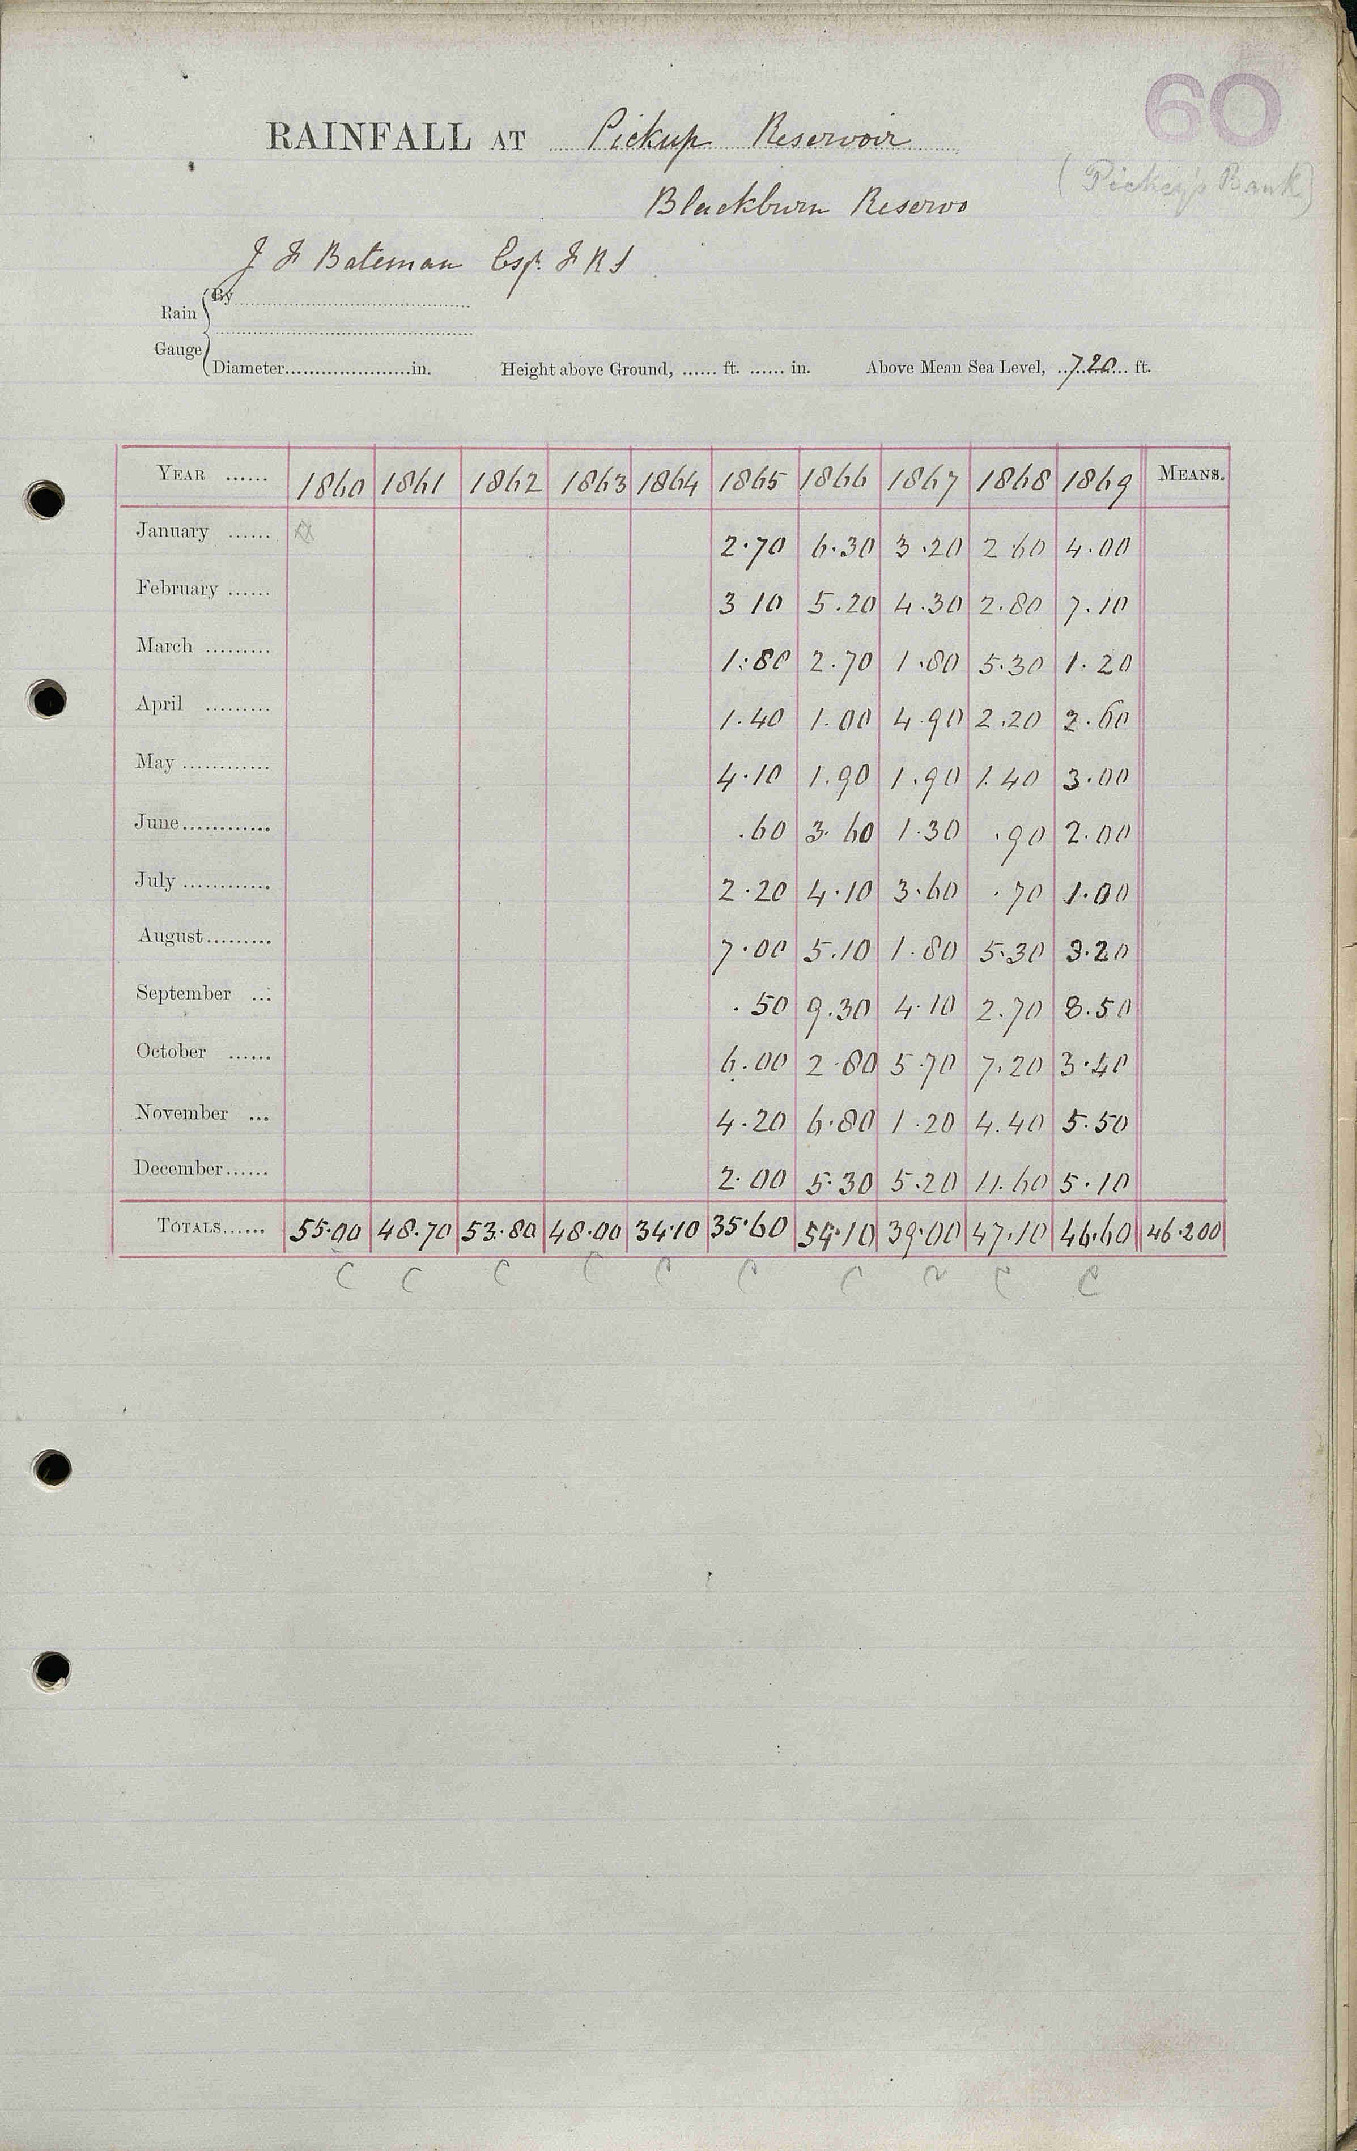 60
RAINFALL AT Pickup Reservoir
(Pickup Bank)
Blackburn Reservo
J F Bateman Esqr. F R S
Rain Gauge
By
Diameter in. Height above Ground, ft. in. Above Mean Sea Level, 720 ft.
YEAR 1860 1861 1862 1863 1864 1865 1866 1867 1868 1869 MEANS.
January 2.70 6.30 3.20 2 60 4.00
February 3 10 5.20 4.30 2.80 7.10
March 1.80 2.70 1.80 5.30 1.20
April 1.40 1.00 4.90 2.20 2.60
May 4.10 1.90 1.90 1.40 3.00
June .60 3.60 1.30 .90 2.00
July 2.20 4.10 3.60 .70 1.00
August 7.00 5.10 1.80 5.30 3.20
September .50 9.30 4.10 2.70 8.50
October 6.00 2.80 5.70 7.20 3.40
November 4.20 6.80 1.20 4.40 5.50
December 2.00 5.30 5.20 11.60 5.10
TOTALS 55.00 48.70 53.80 48.00 34.10 35.60 54.10 39.00 47.10 46.60 46.200
C C C C C C C ~ C C